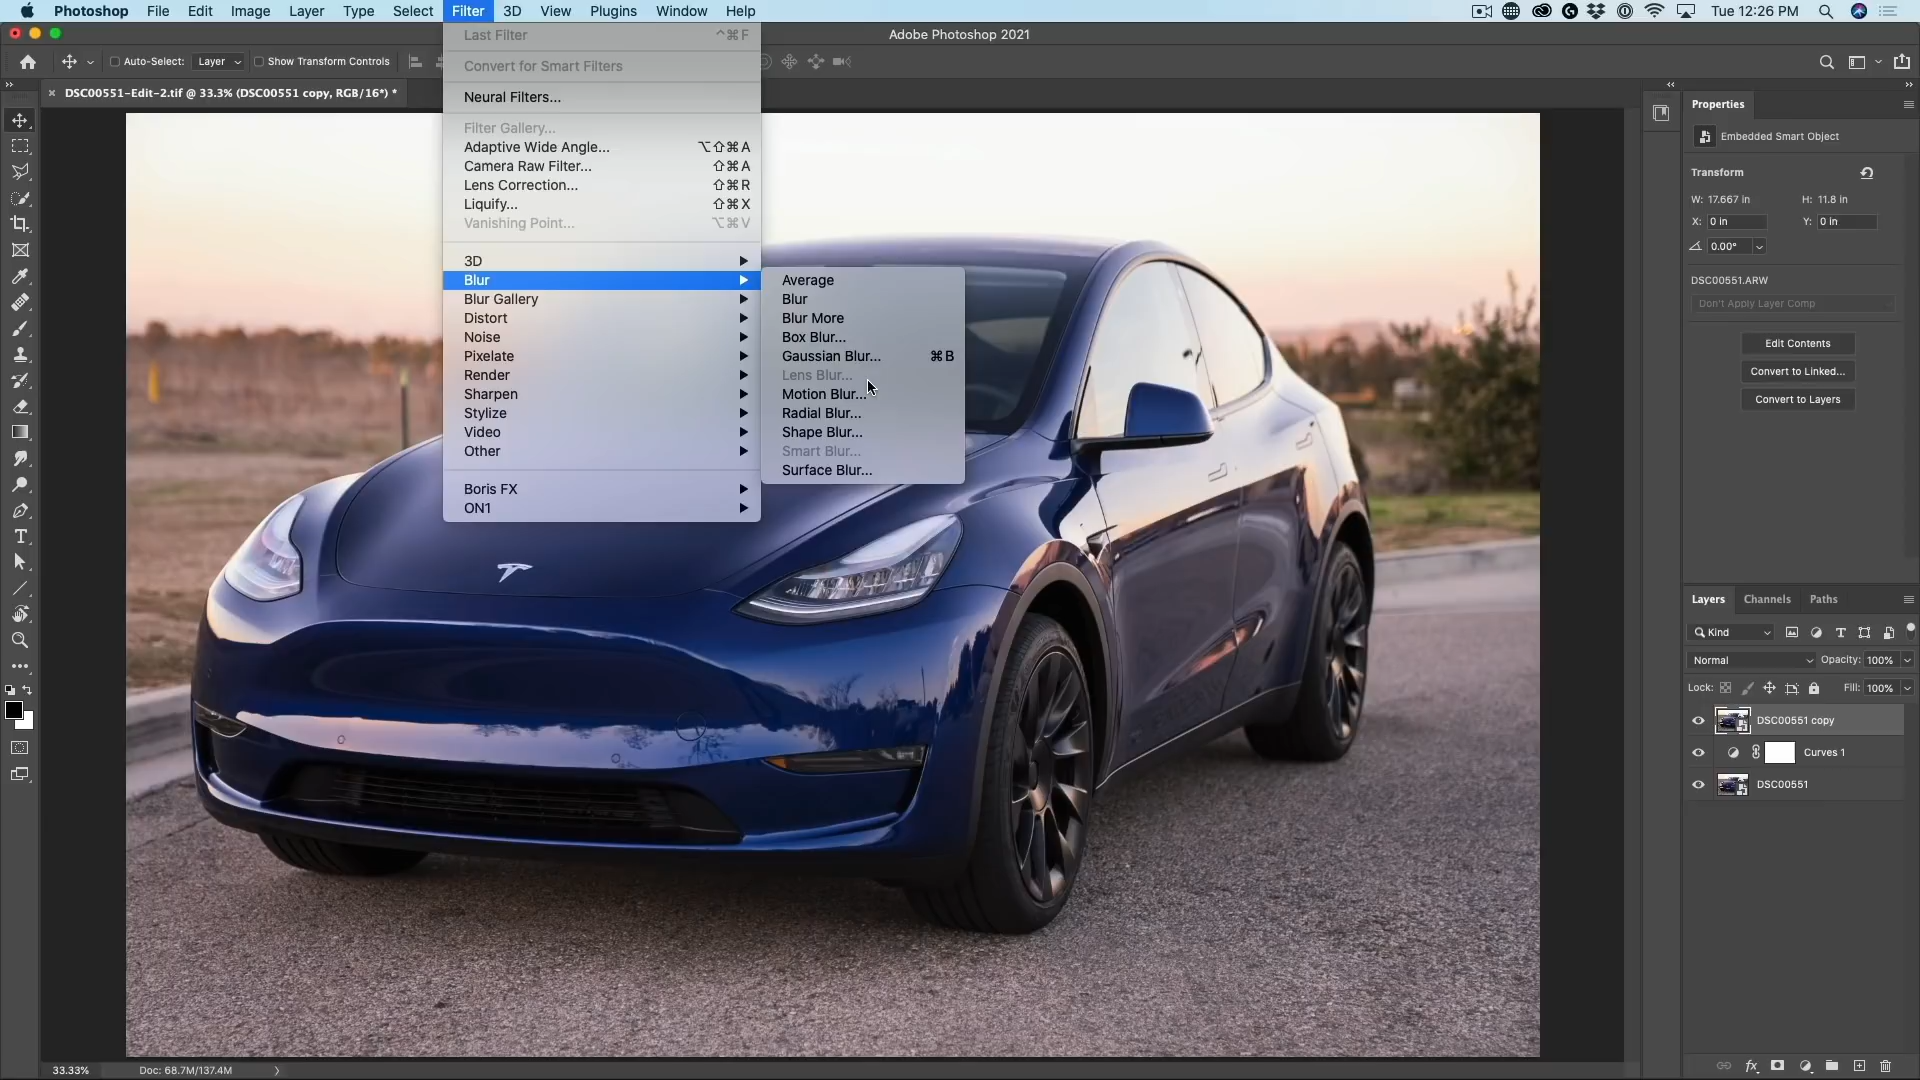 Photoshop File Edit Image Layer Type Select Filter 3D View Plugins Window Help Tue 12:26 PM
Adobe Photoshop 2021
Auto-Select: Layer Show Transform Controls
DSC00551-Edit-2.tif @ 33.3% (DSC00551 copy, RGB/16*) *
Last Filter ^⌘F
Convert for Smart Filters
Neural Filters...
Filter Gallery...
Adaptive Wide Angle... ⌥⇧⌘A
Camera Raw Filter... ⇧⌘A
Lens Correction... ⇧⌘R
Liquify... ⇧⌘X
Vanishing Point... ⌥⌘V
3D
Blur
Blur Gallery
Distort
Noise
Pixelate
Render
Sharpen
Stylize
Video
Other
Boris FX
ON1
Average
Blur
Blur More
Box Blur...
Gaussian Blur... ⌘B
Lens Blur...
Motion Blur...
Radial Blur...
Shape Blur...
Smart Blur...
Surface Blur...
Properties
Embedded Smart Object
Transform
W: 17.667 in H: 11.8 in
X: 0 in Y: 0 in
0.00°
DSC00551.ARW
Don't Apply Layer Comp
Edit Contents
Convert to Linked...
Convert to Layers
Layers Channels Paths
Kind
Normal Opacity: 100%
Lock: Fill: 100%
DSC00551 copy
Curves 1
DSC00551
33.33% Doc: 68.7M/137.4M